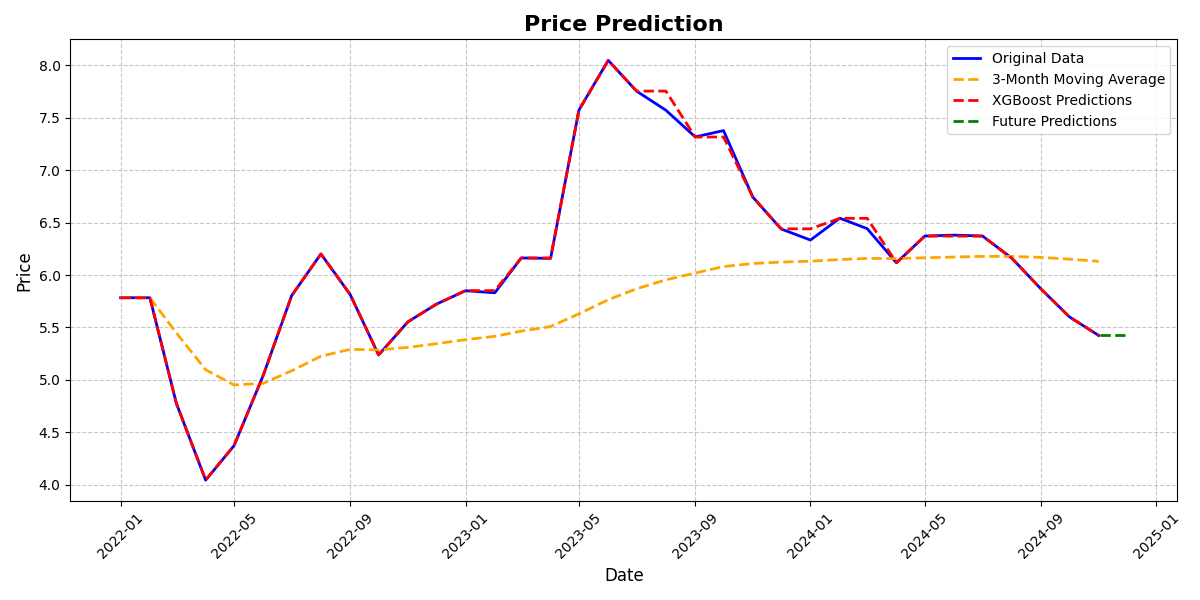 Price Prediction
Original Data
3-Month Moving Average
XGBoost Predictions
Future Predictions
Price
8.0
7.5
7.0
6.5
6.0
5.5
5.0
4.5
4.0
2022-01
2022-05
2022-09
2023-01
2023-05
2023-09
2024-01
2024-05
2024-09
2025-01
Date